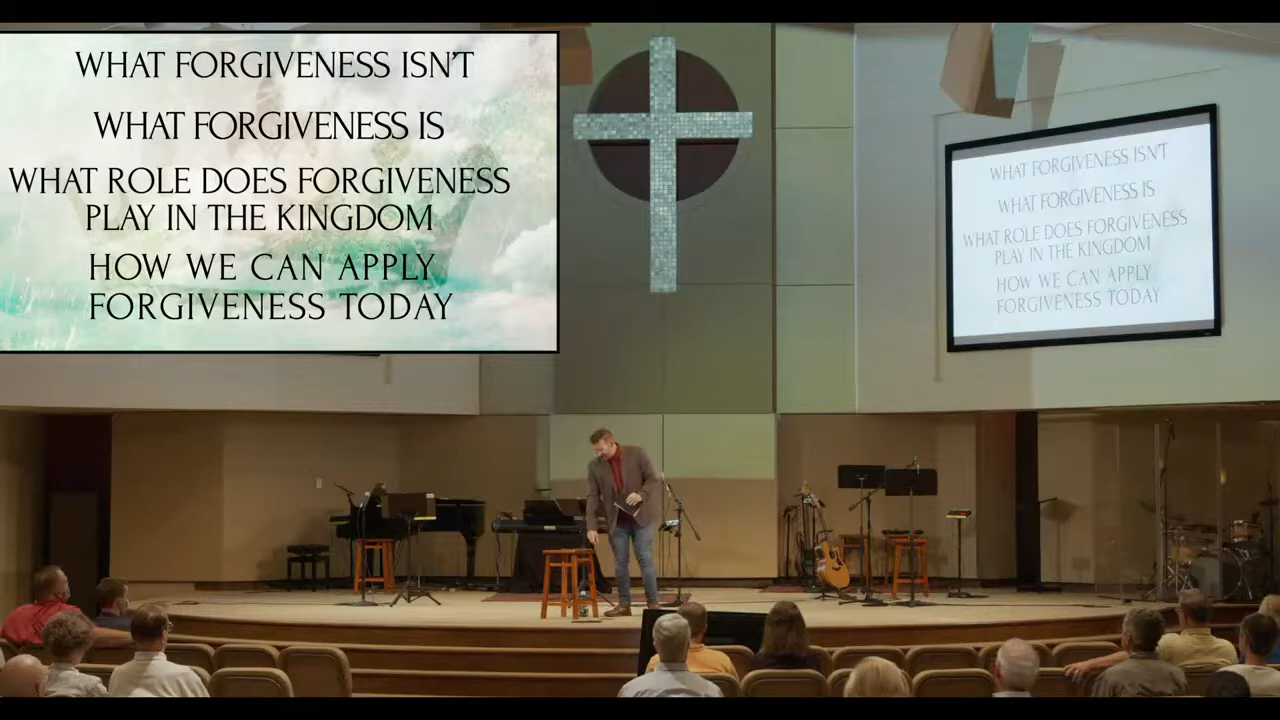 WHAT FORGIVENESS ISN'T
WHAT FORGIVENESS IS
WHAT ROLE DOES FORGIVENESS
PLAY IN THE KINGDOM
HOW WE CAN APPLY
FORGIVENESS TODAY
WHAT FORGIVENESS ISN'T
WHAT FORGIVENESS IS
WHAT ROLE DOES FORGIVENESS
PLAY IN THE KINGDOM
HOW WE CAN APPLY
FORGIVENESS TODAY